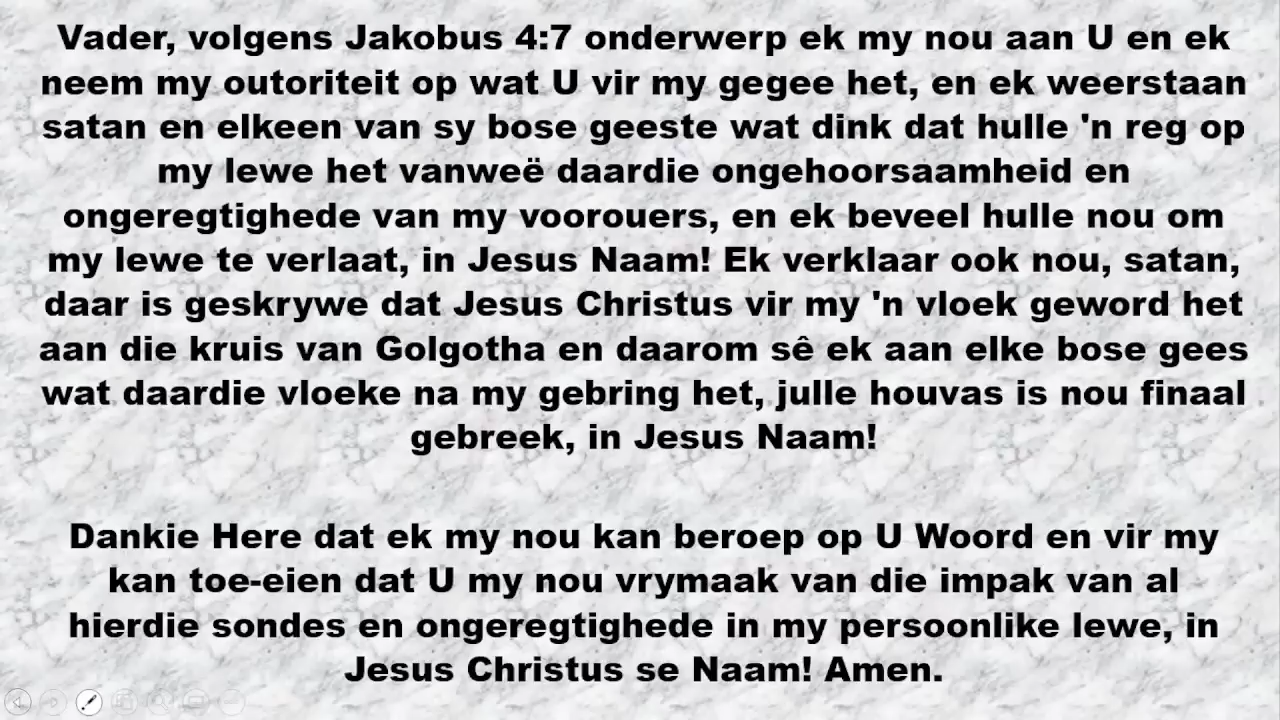 Vader, volgens Jakobus 4:7 onderwerp ek my nou aan U en ek
neem my outoriteit op wat U vir my gegee het, en ek weerstaan
satan en elkeen van sy bose geeste wat dink dat hulle 'n reg op
my lewe het vanweë daardie ongehoorsaamheid en
ongeregtighede van my voorouers, en ek beveel hulle nou om
my lewe te verlaat, in Jesus Naam! Ek verklaar ook nou, satan,
daar is geskrywe dat Jesus Christus vir my 'n vloek geword het
aan die kruis van Golgotha en daarom sê ek aan elke bose gees
wat daardie vloeke na my gebring het, julle houvas is nou finaal
gebreek, in Jesus Naam!
Dankie Here dat ek my nou kan beroep op U Woord en vir my
kan toe-eien dat U my nou vrymaak van die impak van al
hierdie sondes en ongeregtighede in my persoonlike lewe, in
Jesus Christus se Naam! Amen.